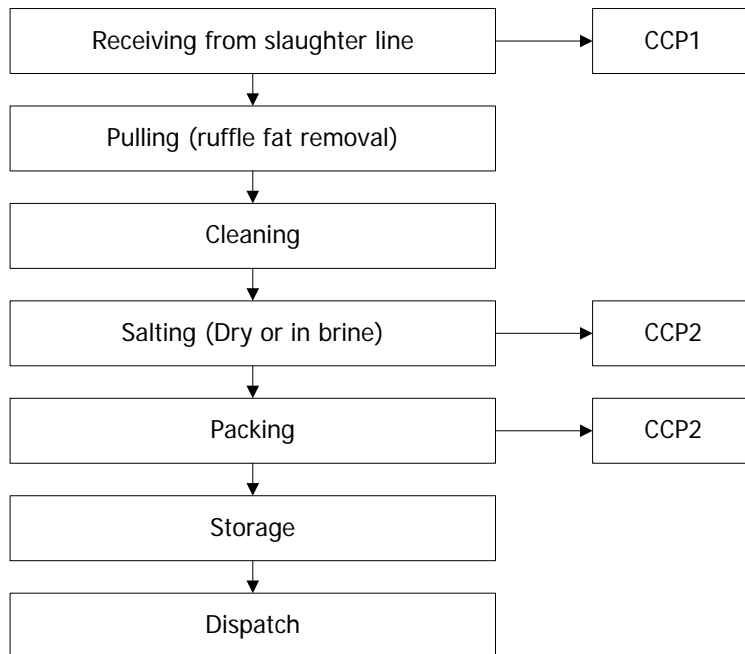 Receiving from slaughter line
CCP1
Pulling (ruffle fat removal)
Cleaning
Salting (Dry or in brine)
CCP2
Packing
CCP2
Storage
Dispatch